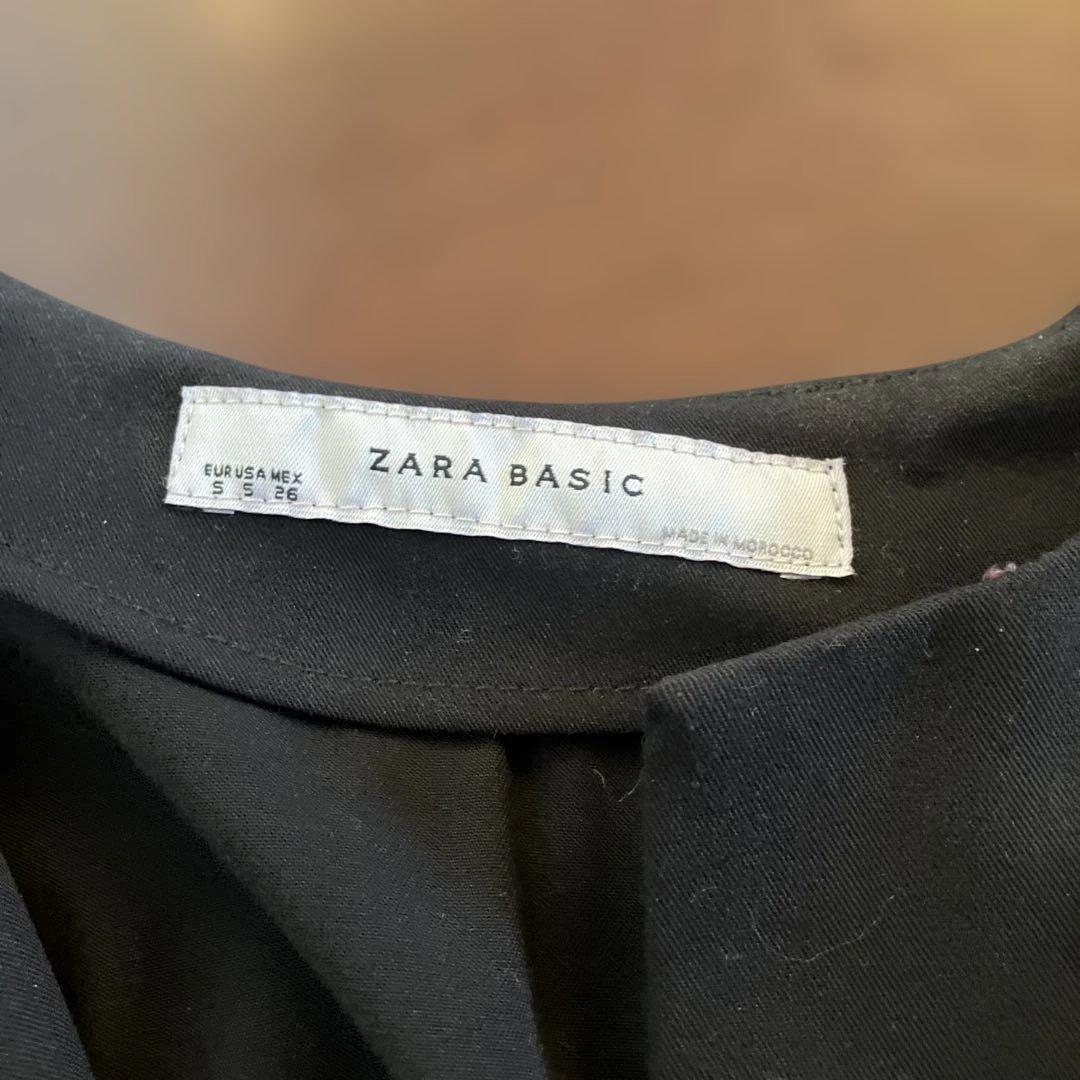 ZARA BASIC
EUR USA MEX
S S 26
MADE IN MOROCCO